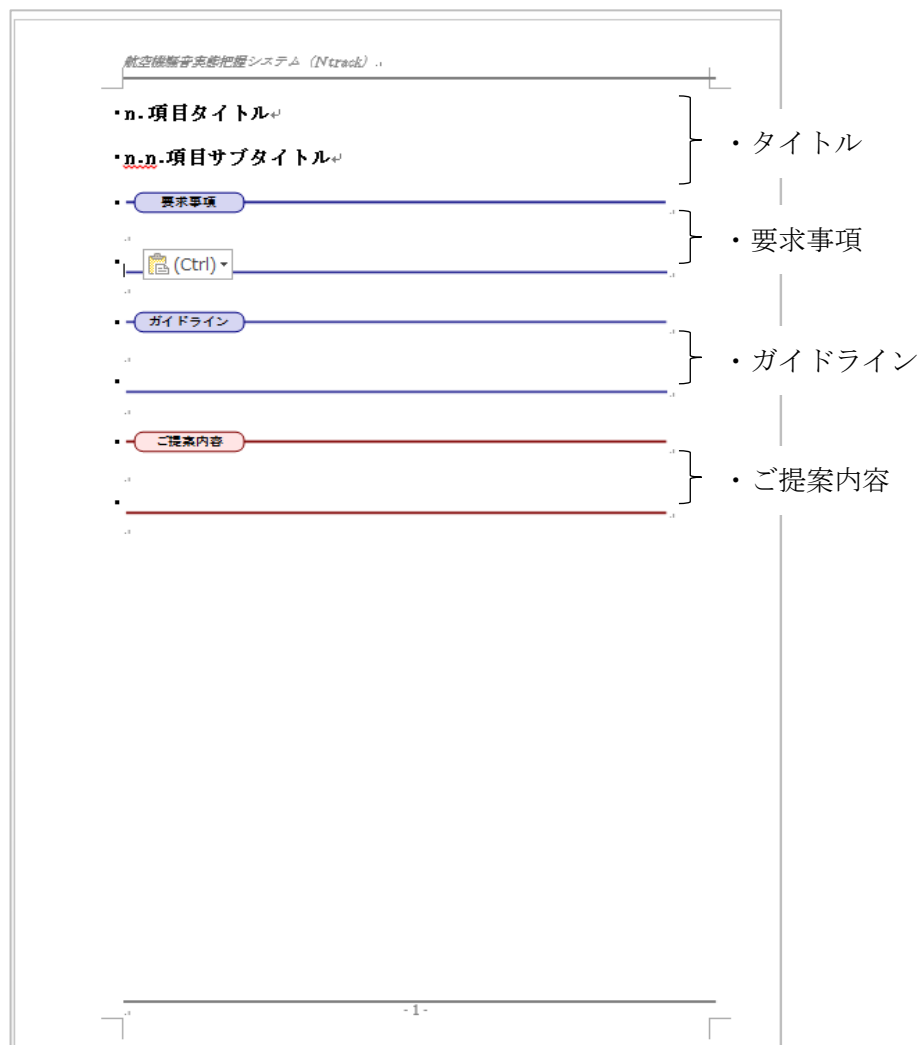 航空機騒音実態把握システム（Ntrack）
n.項目タイトル
・タイトル
n.n.項目サブタイトル
要求事項
・要求事項
(Ctrl)
ガイドライン
・ガイドライン
ご提案内容
・ご提案内容
- 1 -